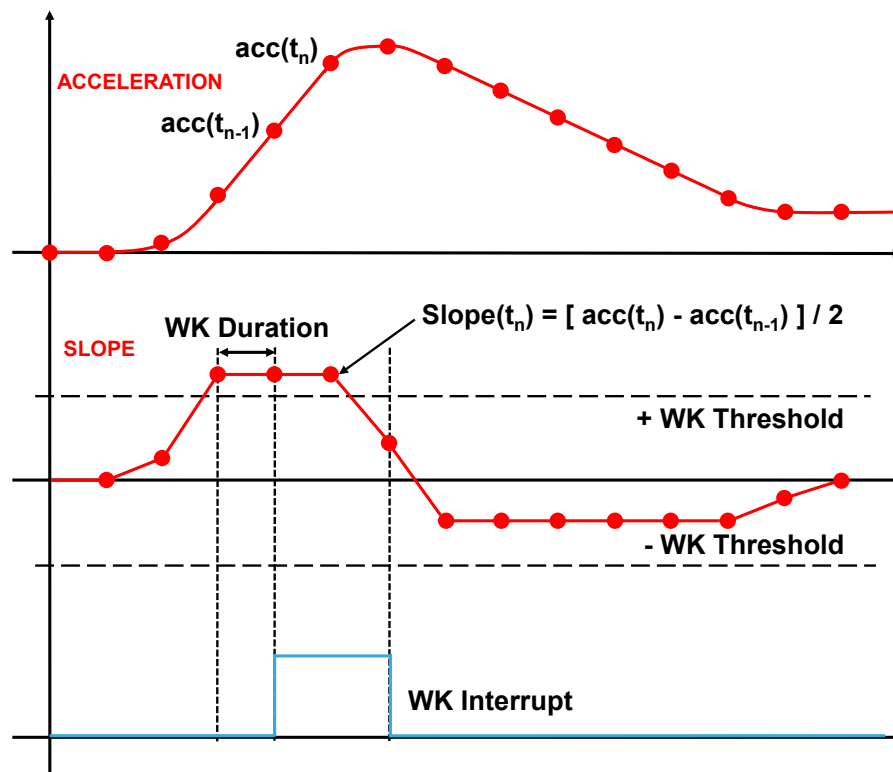 acc(tn)
ACCELERATION
acc(tn-1)
WK Duration
Slope(tn) = [ acc(tn) - acc(tn-1) ] / 2
SLOPE
+ WK Threshold
- WK Threshold
WK Interrupt